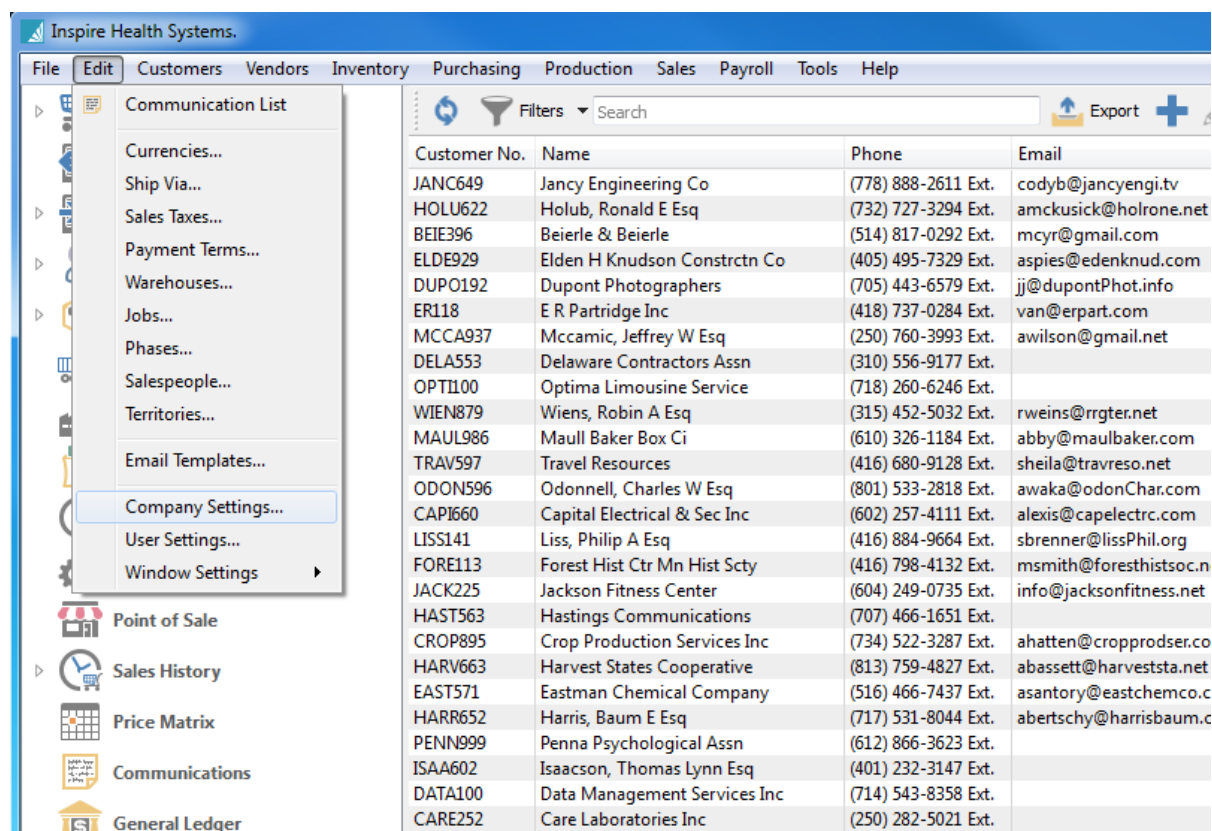 Inspire Health Systems.
File Edit Customers Vendors Inventory Purchasing Production Sales Payroll Tools Help
Communication List
Currencies...
Ship Via...
Sales Taxes...
Payment Terms...
Warehouses...
Jobs...
Phases...
Salespeople...
Territories...
Email Templates...
Company Settings...
User Settings...
Window Settings
Point of Sale
Sales History
Price Matrix
Communications
General Ledger
Filters Search Export
Customer No. Name Phone Email
JANC649 Jancy Engineering Co (778) 888-2611 Ext. codyb@jancyengi.tv
HOLU622 Holub, Ronald E Esq (732) 727-3294 Ext. amckusick@holrone.net
BEIE396 Beierle & Beierle (514) 817-0292 Ext. mcyr@gmail.com
ELDE929 Elden H Knudson Constrctn Co (405) 495-7329 Ext. aspies@edenknud.com
DUPO192 Dupont Photographers (705) 443-6579 Ext. jj@dupontPhot.info
ER118 E R Partridge Inc (418) 737-0284 Ext. van@erpart.com
MCCA937 Mccamic, Jeffrey W Esq (250) 760-3993 Ext. awilson@gmail.net
DELA553 Delaware Contractors Assn (310) 556-9177 Ext.
OPTI100 Optima Limousine Service (718) 260-6246 Ext.
WIEN879 Wiens, Robin A Esq (315) 452-5032 Ext. rweins@rrgter.net
MAUL986 Maull Baker Box Ci (610) 326-1184 Ext. abby@maulbaker.com
TRAV597 Travel Resources (416) 680-9128 Ext. sheila@travreso.net
ODON596 Odonnell, Charles W Esq (801) 533-2818 Ext. awaka@odonChar.com
CAPI660 Capital Electrical & Sec Inc (602) 257-4111 Ext. alexis@capelectrc.com
LISS141 Liss, Philip A Esq (416) 884-9664 Ext. sbrenner@lissPhil.org
FORE113 Forest Hist Ctr Mn Hist Scty (416) 798-4132 Ext. msmith@foresthistsoc.n
JACK225 Jackson Fitness Center (604) 249-0735 Ext. info@jacksonfitness.net
HAST563 Hastings Communications (707) 466-1651 Ext.
CROP895 Crop Production Services Inc (734) 522-3287 Ext. ahatten@cropprodser.co
HARV663 Harvest States Cooperative (813) 759-4827 Ext. abassett@harveststa.net
EAST571 Eastman Chemical Company (516) 466-7437 Ext. asantory@eastchemco.c
HARR652 Harris, Baum E Esq (717) 531-8044 Ext. abertschy@harrisbaum.c
PENN999 Penna Psychological Assn (612) 866-3623 Ext.
ISAA602 Isaacson, Thomas Lynn Esq (401) 232-3147 Ext.
DATA100 Data Management Services Inc (714) 543-8358 Ext.
CARE252 Care Laboratories Inc (250) 282-5021 Ext.